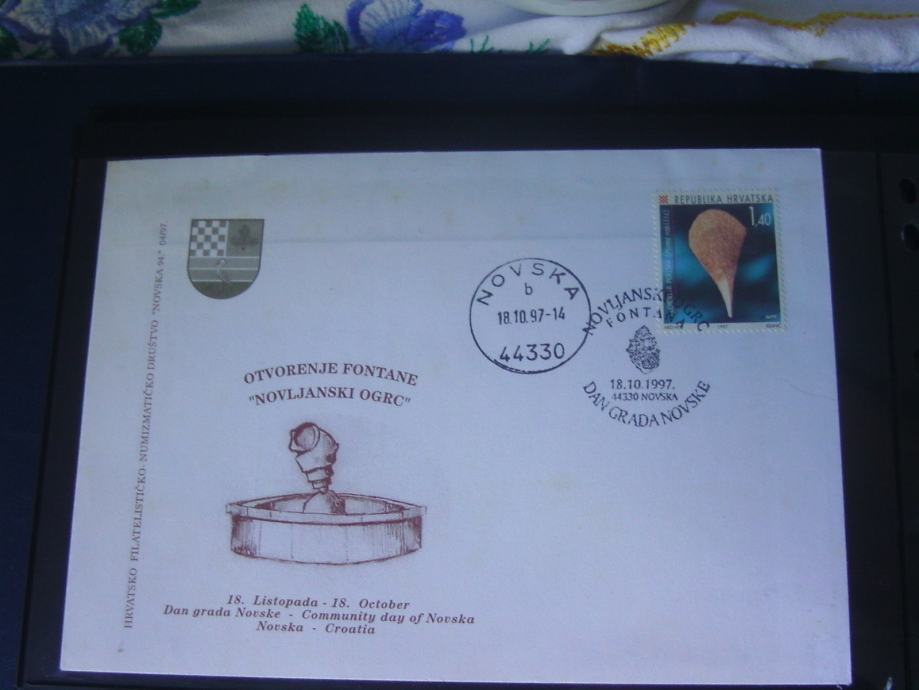 HRVATSKO FILATELISTIČKO- NUMIZMATIČKO DRUŠTVO "NOVSKA 94." 04/97
REPUBLIKA HRVATSKA
1,40
NOVSKA
b
18.10.97-14
44330
NOVLJANSKI OGRC
FONTANA
18.10.1997.
44330 NOVSKA
DAN GRADA NOVSKE
OTVORENJE FONTANE
"NOVLJANSKI OGRC"
18. Listopada - 18. October
Dan grada Novske - Community day of Novska
Novska - Croatia